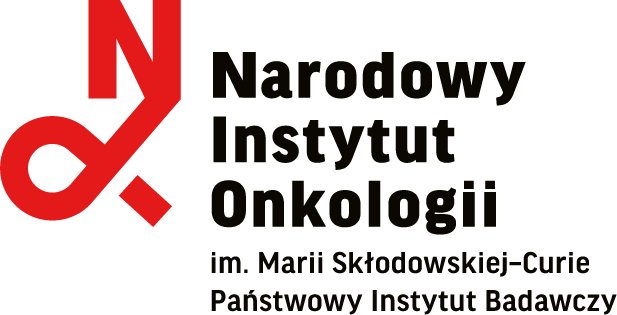 Narodowy
Instytut
Onkologii
im. Marii Skłodowskiej-Curie
Państwowy Instytut Badawczy